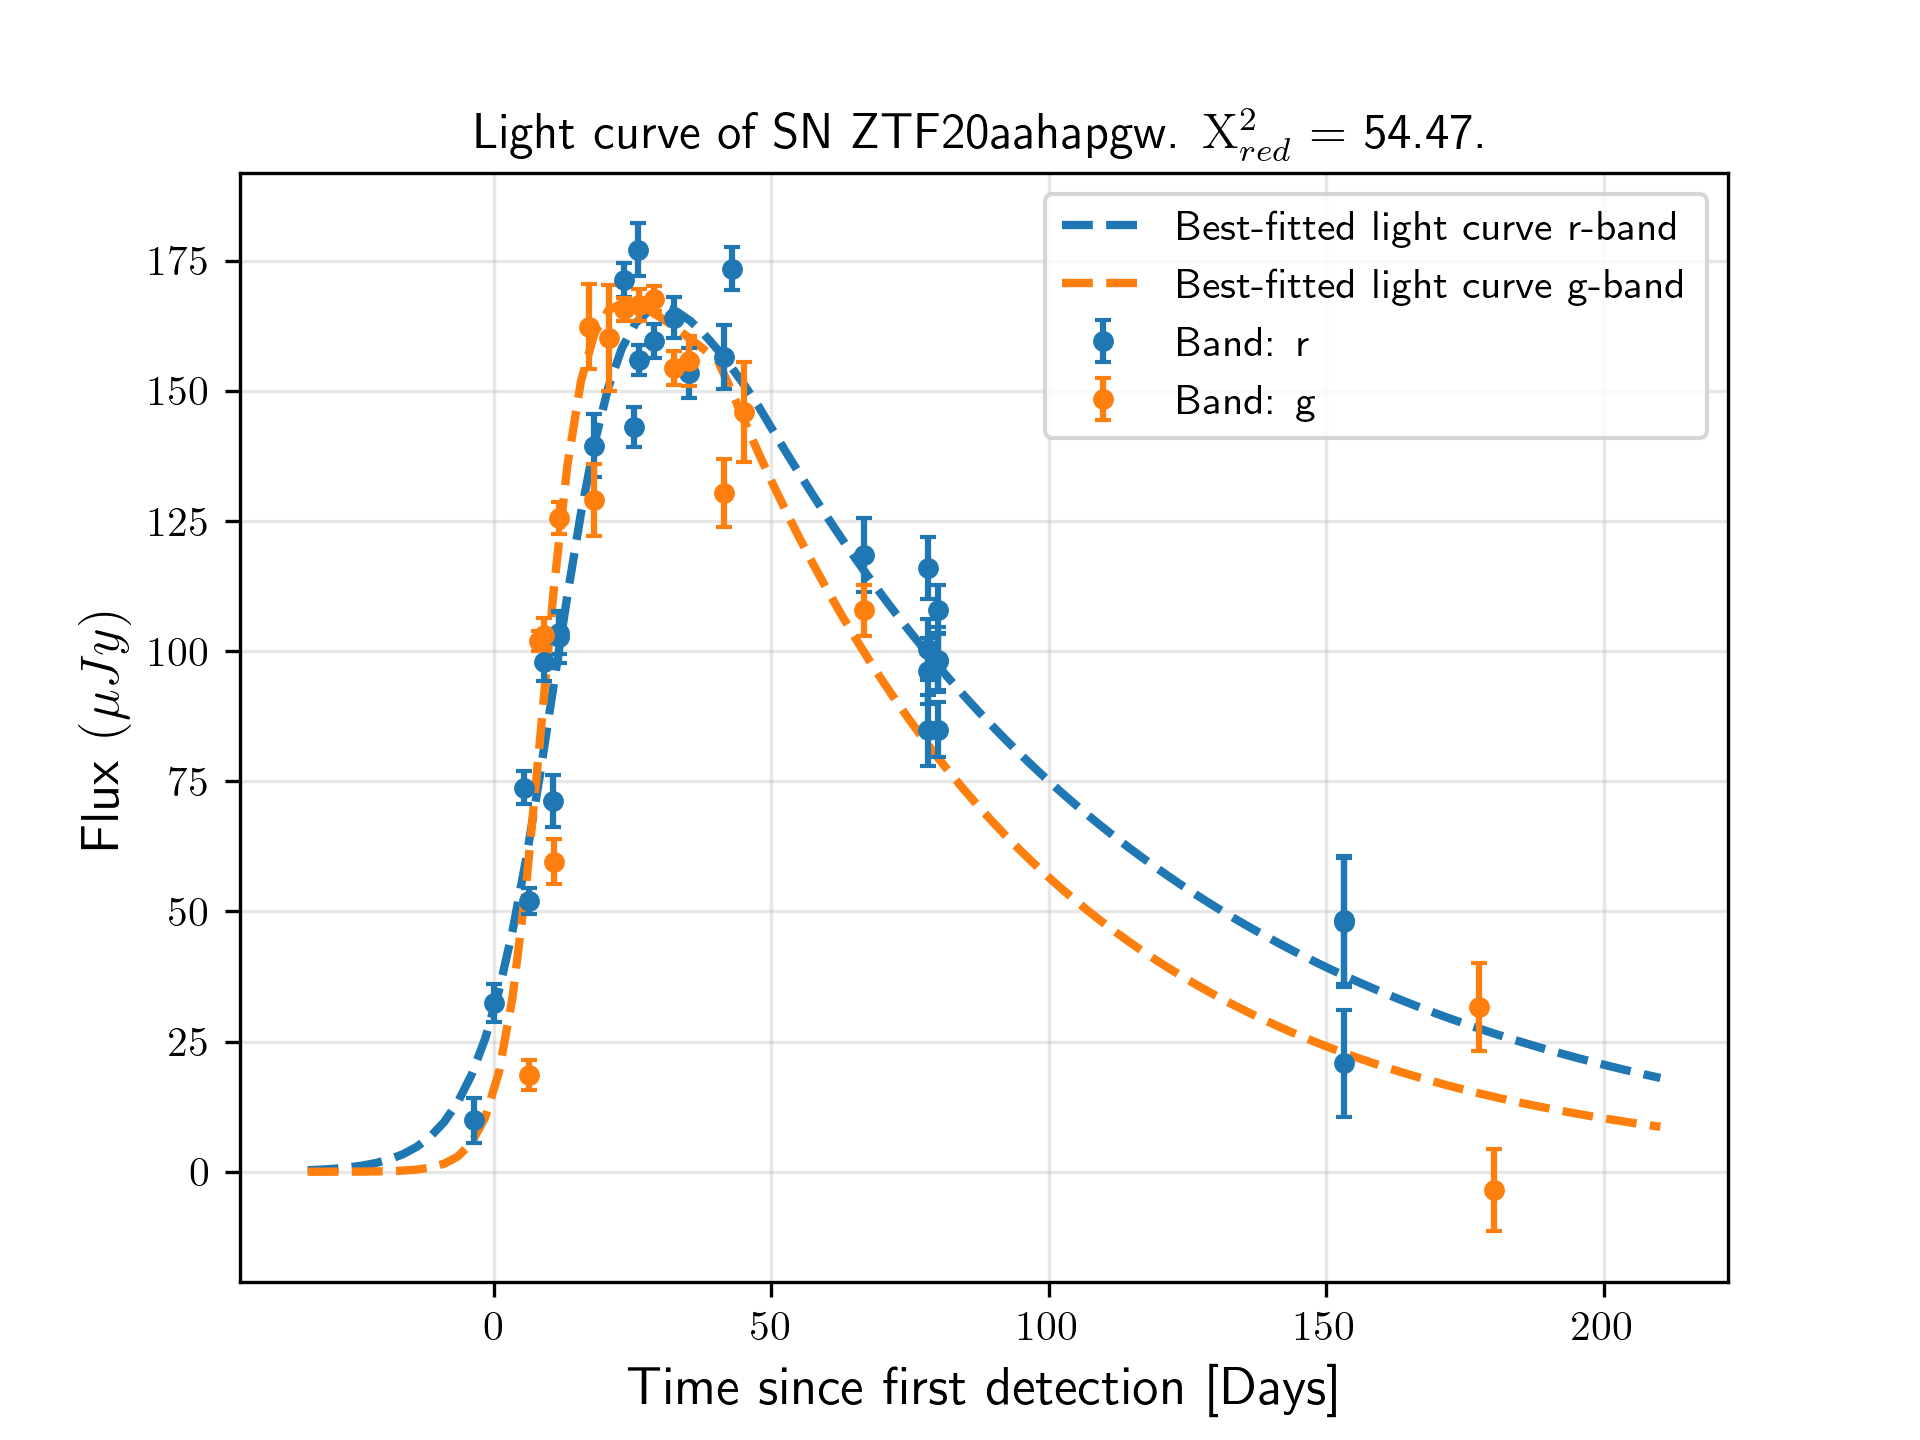 Light curve of SN ZTF20aahapgw. X²_red = 54.47.
Best-fitted light curve r-band
Best-fitted light curve g-band
Band: r
Band: g
Flux (μJy)
175
150
125
100
75
50
25
0
0 50 100 150 200
Time since first detection [Days]